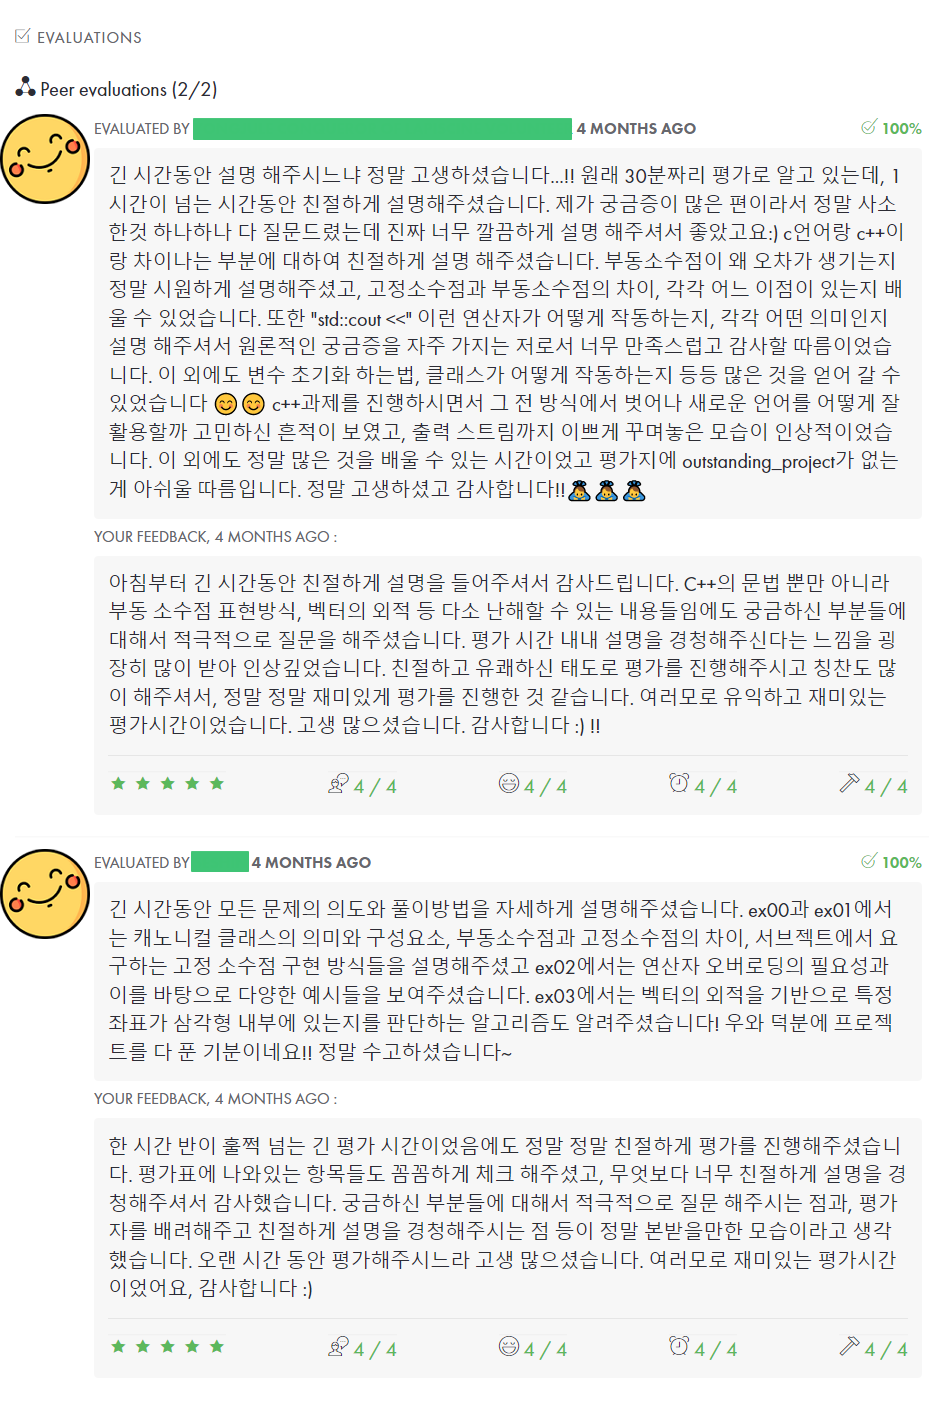 EVALUATIONS
Peer evaluations (2/2)
EVALUATED BY 4 MONTHS AGO 100%
긴 시간동안 설명 해주시느냐 정말 고생하셨습니다...!! 원래 30분짜리 평가로 알고 있는데, 1
시간이 넘는 시간동안 친절하게 설명해주셨습니다. 제가 궁금증이 많은 편이라서 정말 사소
한것 하나하나 다 질문드렸는데 진짜 너무 깔끔하게 설명 해주셔서 좋았고요:) c언어랑 c++이
랑 차이나는 부분에 대하여 친절하게 설명 해주셨습니다. 부동소수점이 왜 오차가 생기는지
정말 시원하게 설명해주셨고, 고정소수점과 부동소수점의 차이, 각각 어느 이점이 있는지 배
울 수 있었습니다. 또한 "std::cout <<" 이런 연산자가 어떻게 작동하는지, 각각 어떤 의미인지
설명 해주셔서 원론적인 궁금증을 자주 가지는 저로서 너무 만족스럽고 감사할 따름이었습
니다. 이 외에도 변수 초기화 하는법, 클래스가 어떻게 작동하는지 등등 많은 것을 얻어 갈 수
있었습니다 😊 😊 c++과제를 진행하시면서 그 전 방식에서 벗어나 새로운 언어를 어떻게 잘
활용할까 고민하신 흔적이 보였고, 출력 스트림까지 이쁘게 꾸며놓은 모습이 인상적이었습
니다. 이 외에도 정말 많은 것을 배울 수 있는 시간이었고 평가지에 outstanding_project가 없는
게 아쉬울 따름입니다. 정말 고생하셨고 감사합니다!!🙇🙇🙇
YOUR FEEDBACK, 4 MONTHS AGO :
아침부터 긴 시간동안 친절하게 설명을 들어주셔서 감사드립니다. C++의 문법 뿐만 아니라
부동 소수점 표현방식, 벡터의 외적 등 다소 난해할 수 있는 내용들임에도 궁금하신 부분들에
대해서 적극적으로 질문을 해주셨습니다. 평가 시간 내내 설명을 경청해주신다는 느낌을 굉
장히 많이 받아 인상깊었습니다. 친절하고 유쾌하신 태도로 평가를 진행해주시고 칭찬도 많
이 해주셔서, 정말 정말 재미있게 평가를 진행한 것 같습니다. 여러모로 유익하고 재미있는
평가시간이었습니다. 고생 많으셨습니다. 감사합니다 :) !!
★ ★ ★ ★ ★ 4 / 4 4 / 4 4 / 4 4 / 4
EVALUATED BY 4 MONTHS AGO 100%
긴 시간동안 모든 문제의 의도와 풀이방법을 자세하게 설명해주셨습니다. ex00과 ex01에서
는 캐노니컬 클래스의 의미와 구성요소, 부동소수점과 고정소수점의 차이, 서브젝트에서 요
구하는 고정 소수점 구현 방식들을 설명해주셨고 ex02에서는 연산자 오버로딩의 필요성과
이를 바탕으로 다양한 예시들을 보여주셨습니다. ex03에서는 벡터의 외적을 기반으로 특정
좌표가 삼각형 내부에 있는지를 판단하는 알고리즘도 알려주셨습니다! 우와 덕분에 프로젝
트를 다 푼 기분이네요!! 정말 수고하셨습니다~
YOUR FEEDBACK, 4 MONTHS AGO :
한 시간 반이 훌쩍 넘는 긴 평가 시간이었음에도 정말 정말 친절하게 평가를 진행해주셨습니
다. 평가표에 나와있는 항목들도 꼼꼼하게 체크 해주셨고, 무엇보다 너무 친절하게 설명을 경
청해주셔서 감사했습니다. 궁금하신 부분들에 대해서 적극적으로 질문 해주시는 점과, 평가
자를 배려해주고 친절하게 설명을 경청해주시는 점 등이 정말 본받을만한 모습이라고 생각
했습니다. 오랜 시간 동안 평가해주시느라 고생 많으셨습니다. 여러모로 재미있는 평가시간
이었어요, 감사합니다 :)
★ ★ ★ ★ ★ 4 / 4 4 / 4 4 / 4 4 / 4